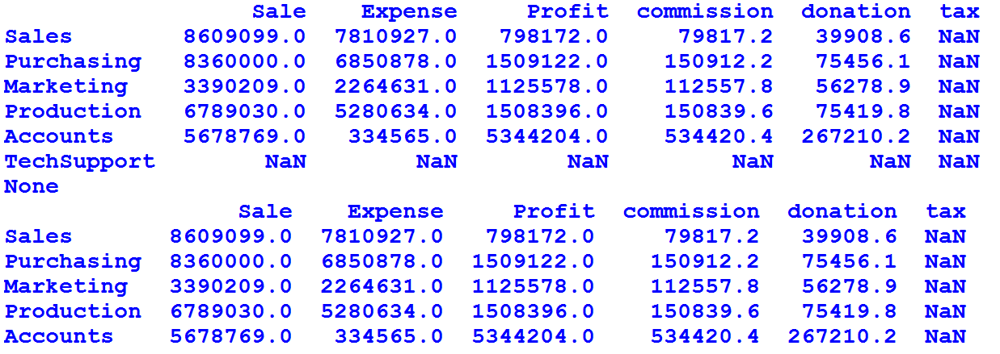 Sale Expense Profit commission donation tax
Sales 8609099.0 7810927.0 798172.0 79817.2 39908.6 NaN
Purchasing 8360000.0 6850878.0 1509122.0 150912.2 75456.1 NaN
Marketing 3390209.0 2264631.0 1125578.0 112557.8 56278.9 NaN
Production 6789030.0 5280634.0 1508396.0 150839.6 75419.8 NaN
Accounts 5678769.0 334565.0 5344204.0 534420.4 267210.2 NaN
TechSupport NaN NaN NaN NaN NaN NaN
None
Sale Expense Profit commission donation tax
Sales 8609099.0 7810927.0 798172.0 79817.2 39908.6 NaN
Purchasing 8360000.0 6850878.0 1509122.0 150912.2 75456.1 NaN
Marketing 3390209.0 2264631.0 1125578.0 112557.8 56278.9 NaN
Production 6789030.0 5280634.0 1508396.0 150839.6 75419.8 NaN
Accounts 5678769.0 334565.0 5344204.0 534420.4 267210.2 NaN